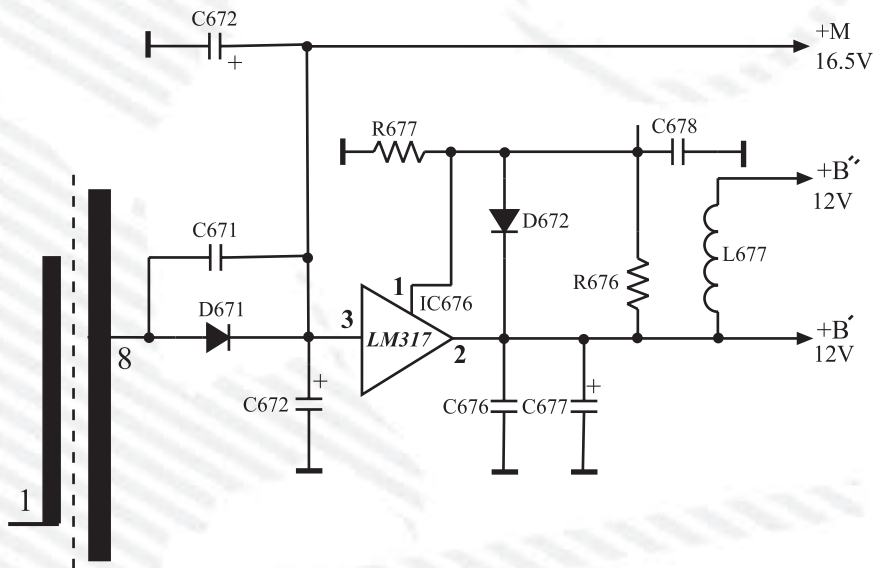 C672
+
+M
16.5V
R677
C678
+B′′
12V
C671
D672
D671
R676
L677
1
IC676
3
LM317
2
+B′
12V
8
C672
+
C676
C677
+
1